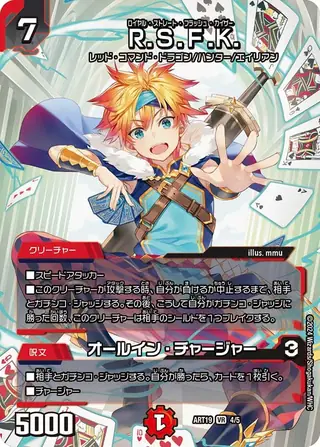 7
ロイヤル・ストレート・フラッシュ・カイザー
R.S.F.K.
レッド・コマンド・ドラゴン/ハンター/エイリアン
illus. mmu
クリーチャー
■スピードアタッカー
■このクリーチャーが攻撃する時、自分が負けるか中止するまで、相手
とガチンコ・ジャッジする。その後、こうして自分がガチンコ・ジャッジに
勝った回数、このクリーチャーは相手のシールドを1つブレイクする。
呪文
オールイン・チャージャー
3
■相手とガチンコ・ジャッジする。自分が勝ったら、カードを1枚引く。
■チャージャー
5000
1
ART19 VR 4/5
©2024 Wizards/Shogakukan/WHC